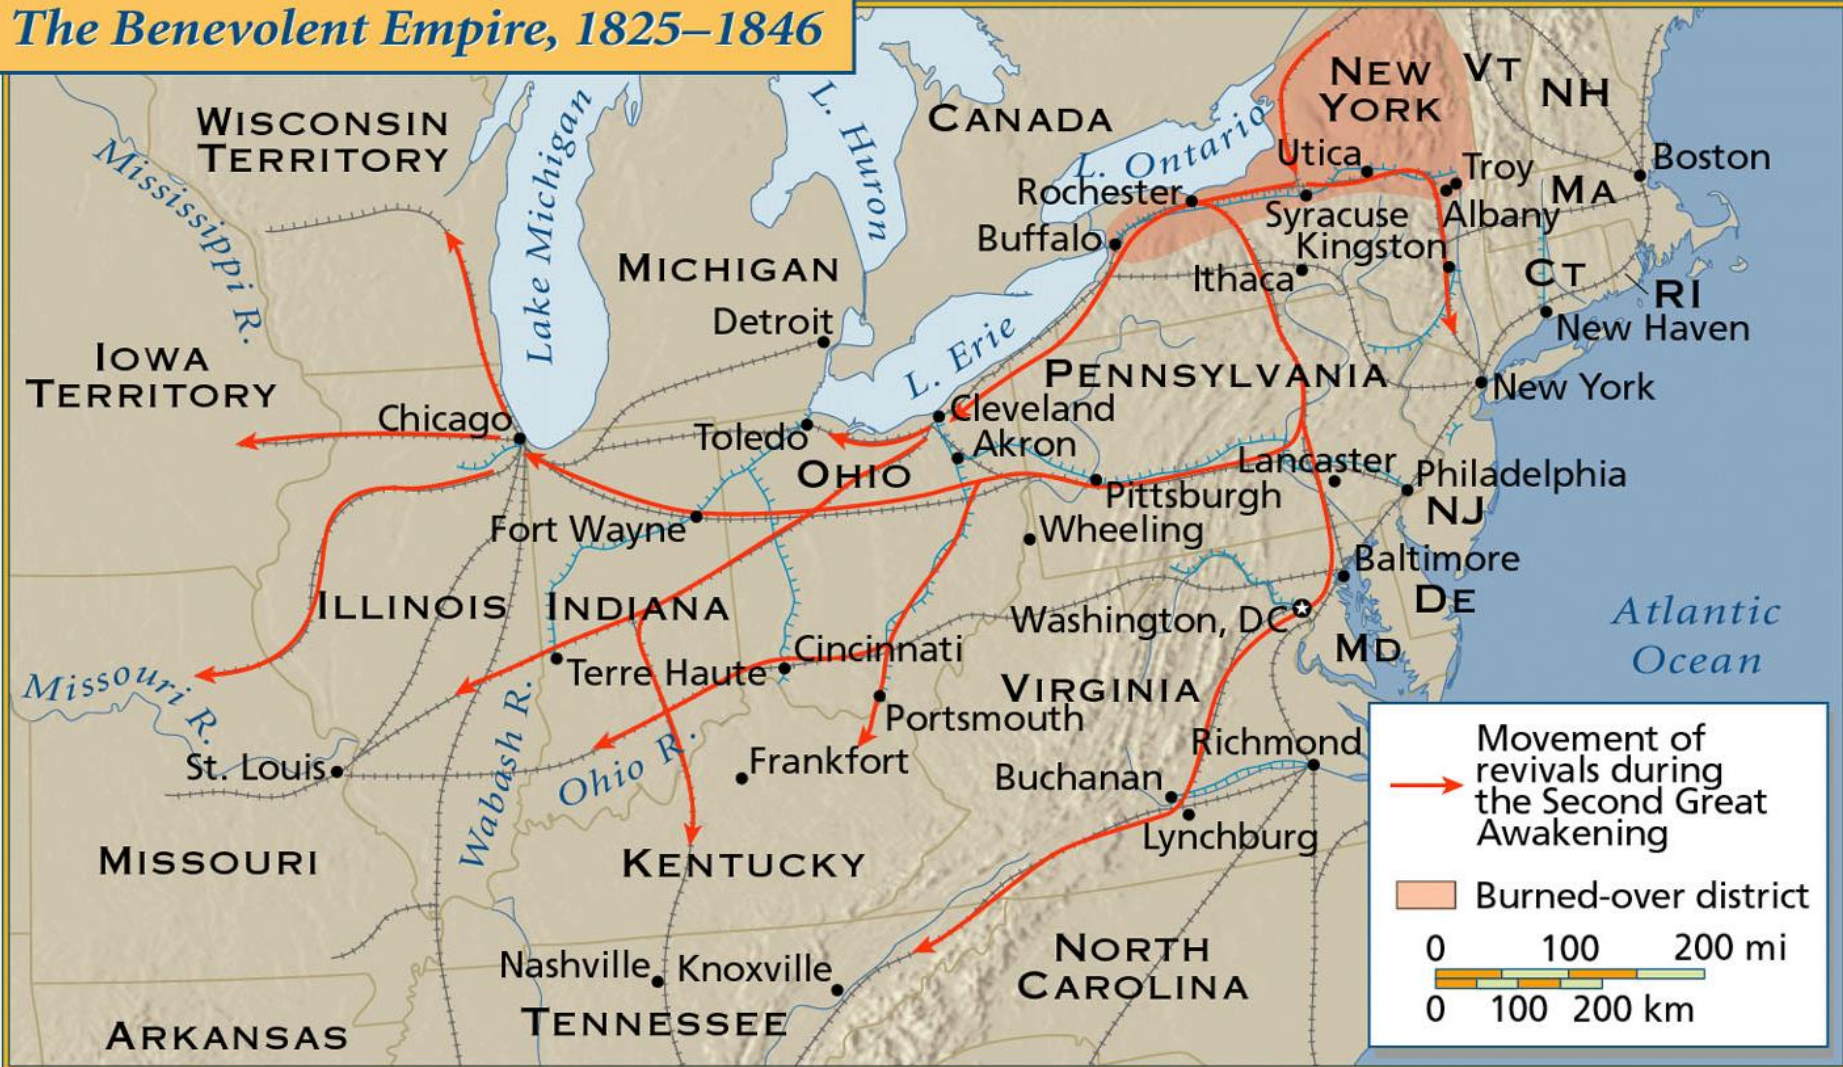 The Benevolent Empire, 1825–1846
WISCONSIN
TERRITORY
Mississippi R.
Lake Michigan
L. Huron
CANADA
L. Ontario
NEW
YORK
VT
NH
Boston
MA
Utica
Troy
Rochester
Syracuse
Albany
Buffalo
Kingston
Ithaca
CT
RI
New Haven
MICHIGAN
Detroit
L. Erie
IOWA
TERRITORY
PENNSYLVANIA
New York
Chicago
Cleveland
Toledo
Akron
OHIO
Lancaster
Philadelphia
Pittsburgh
NJ
Fort Wayne
Wheeling
Baltimore
ILLINOIS
INDIANA
Washington, DC
DE
Atlantic
Ocean
MD
Cincinnati
Terre Haute
Missouri R.
VIRGINIA
Portsmouth
Richmond
St. Louis
Wabash R.
Ohio R.
Frankfort
Buchanan
Lynchburg
MISSOURI
KENTUCKY
Nashville
Knoxville
NORTH
CAROLINA
TENNESSEE
ARKANSAS
Movement of
revivals during
the Second Great
Awakening
Burned-over district
0 100 200 mi
0 100 200 km